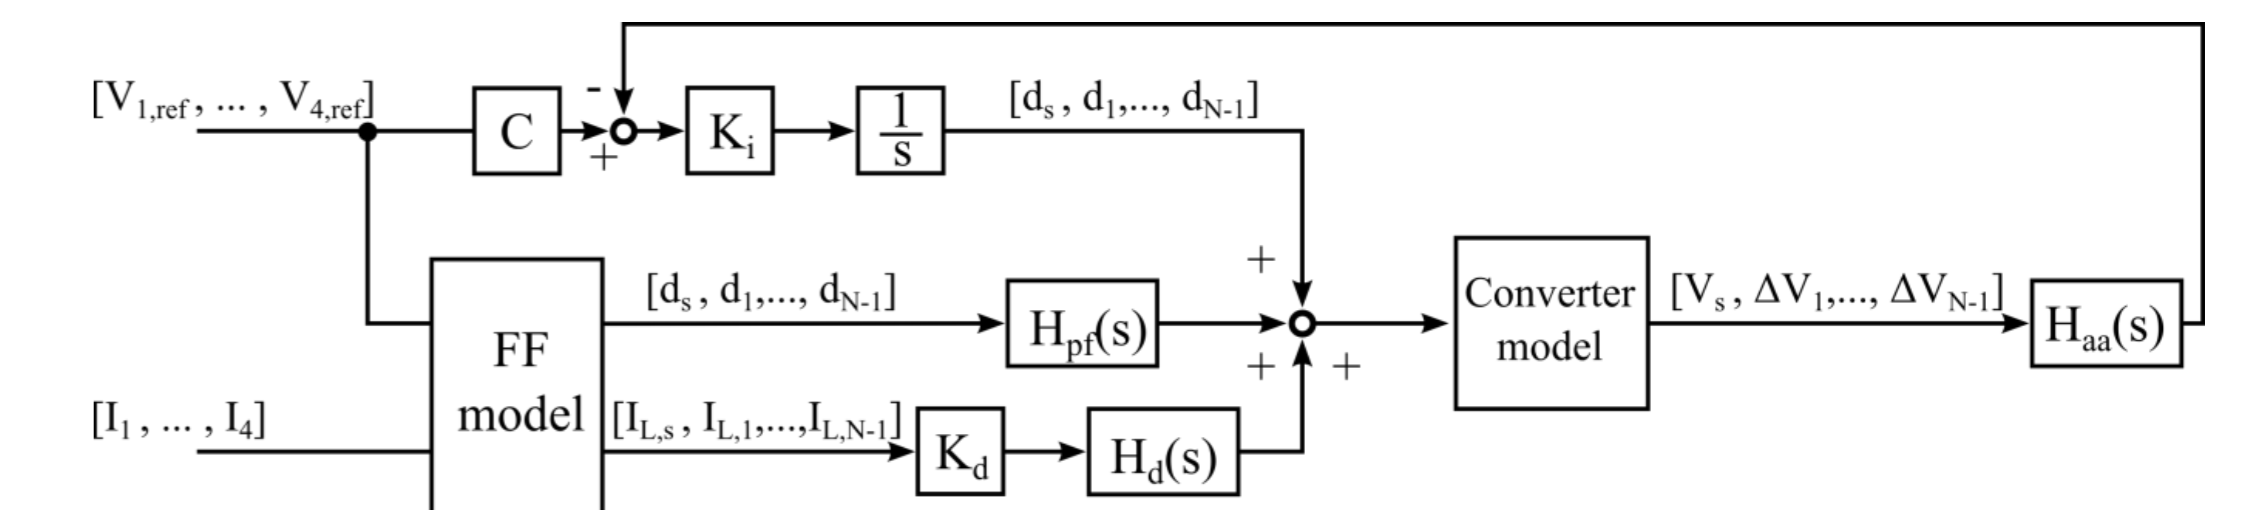 [V1,ref , ... , V4,ref]
C
-
+
Ki
1
s
[ds , d1,..., dN-1]
+
FF
model
[ds , d1,..., dN-1]
Hpf(s)
+
+
Converter
model
[Vs , ΔV1,..., ΔVN-1]
Haa(s)
[I1 , ... , I4]
[IL,s , IL,1,...,IL,N-1]
Kd
Hd(s)